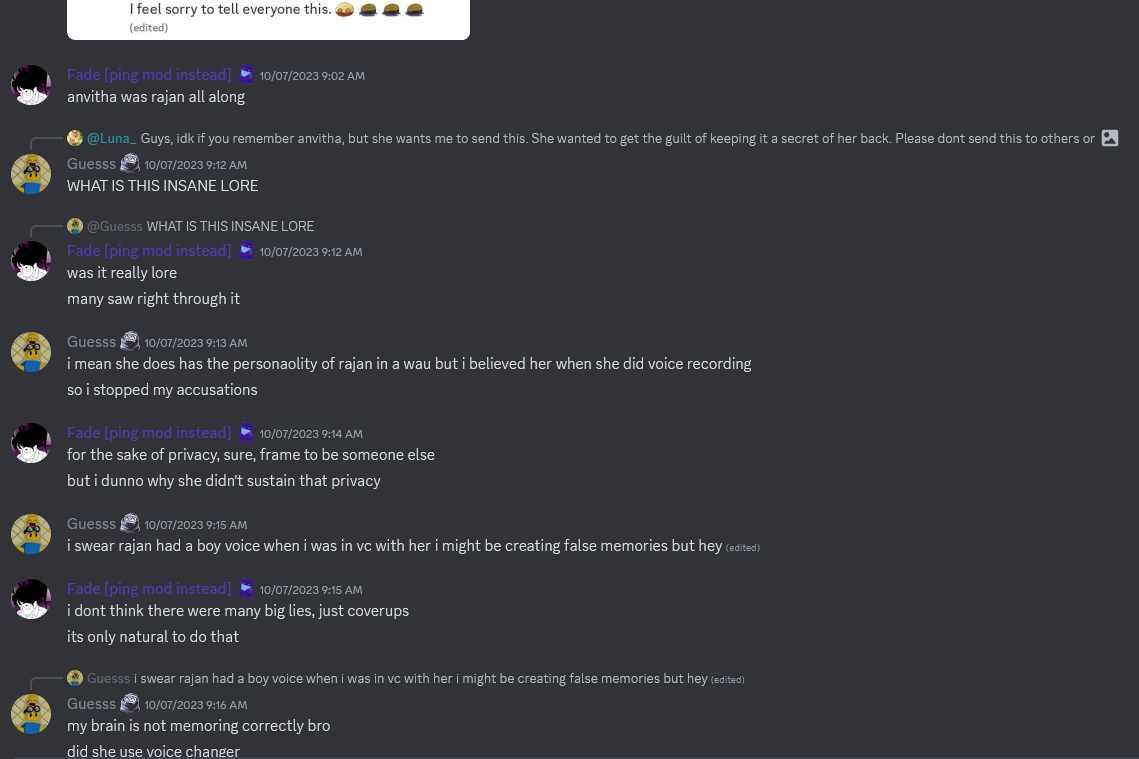 I feel sorry to tell everyone this.
(edited)
Fade [ping mod instead] 10/07/2023 9:02 AM
anvitha was rajan all along
@Luna_ Guys, idk if you remember anvitha, but she wants me to send this. She wanted to get the guilt of keeping it a secret of her back. Please dont send this to others or
Guesss 10/07/2023 9:12 AM
WHAT IS THIS INSANE LORE
@Guesss WHAT IS THIS INSANE LORE
Fade [ping mod instead] 10/07/2023 9:12 AM
was it really lore
many saw right through it
Guesss 10/07/2023 9:13 AM
i mean she does has the personaolity of rajan in a wau but i believed her when she did voice recording
so i stopped my accusations
Fade [ping mod instead] 10/07/2023 9:14 AM
for the sake of privacy, sure, frame to be someone else
but i dunno why she didn't sustain that privacy
Guesss 10/07/2023 9:15 AM
i swear rajan had a boy voice when i was in vc with her i might be creating false memories but hey (edited)
Fade [ping mod instead] 10/07/2023 9:15 AM
i dont think there were many big lies, just coverups
its only natural to do that
Guesss i swear rajan had a boy voice when i was in vc with her i might be creating false memories but hey (edited)
Guesss 10/07/2023 9:16 AM
my brain is not memoring correctly bro
did she use voice changer